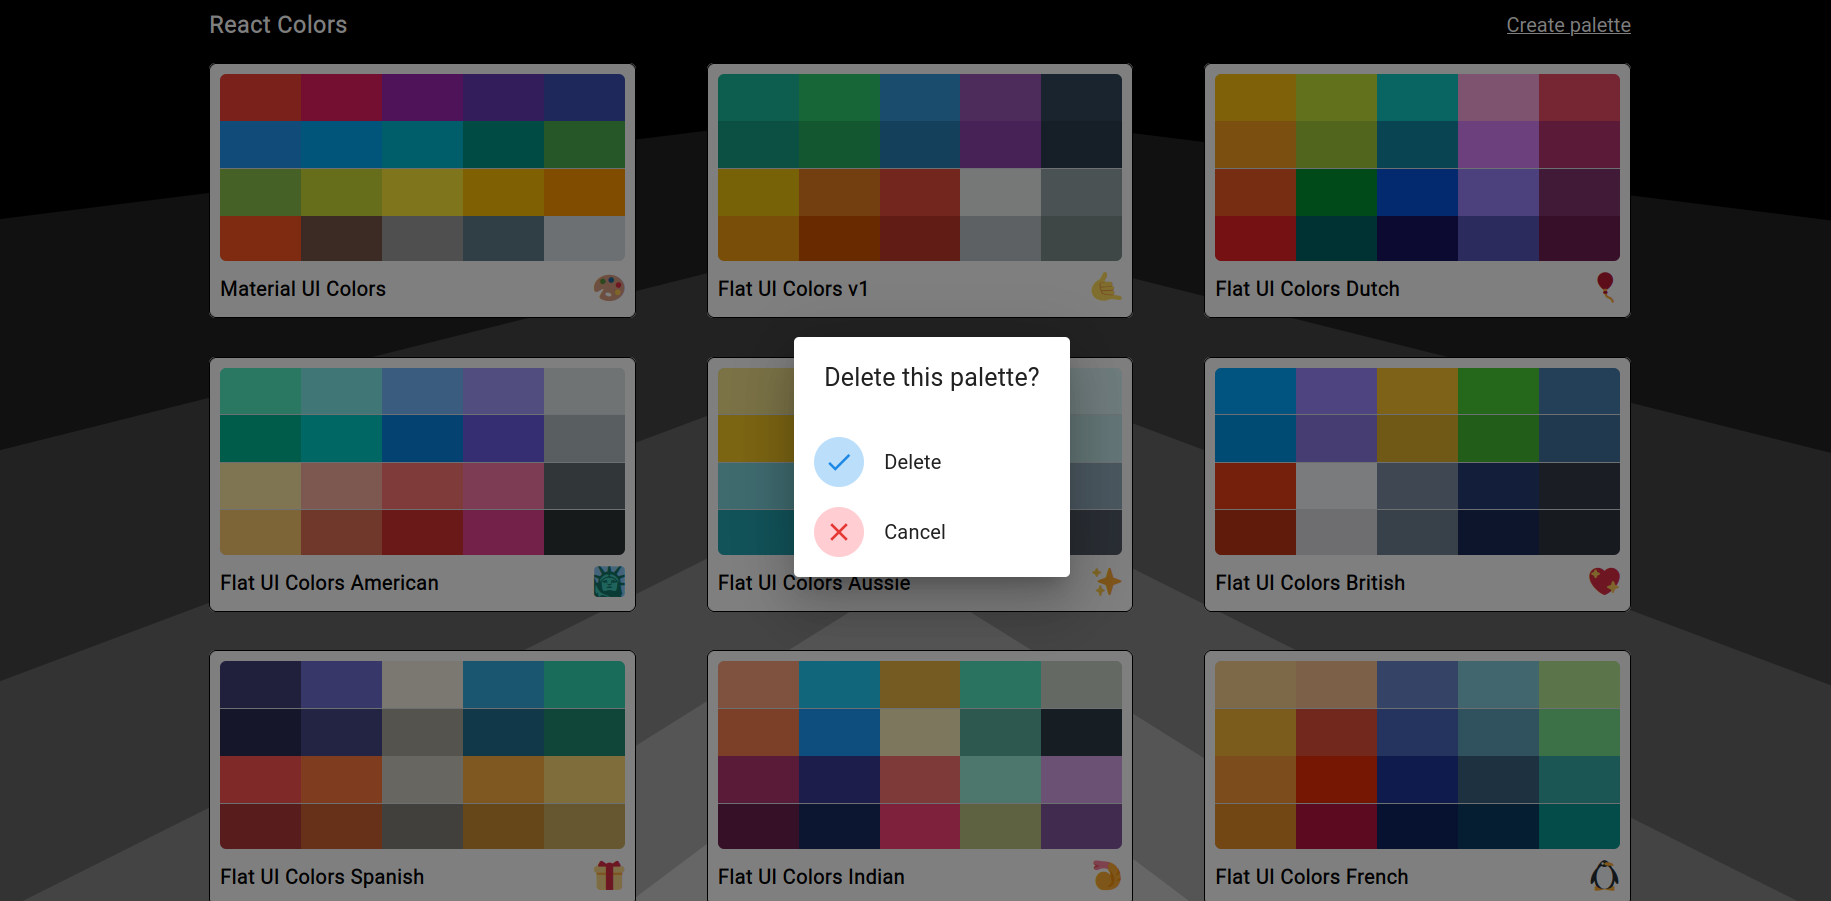 React Colors
Create palette
Material UI Colors
Flat UI Colors v1
Flat UI Colors Dutch
Delete this palette?
Delete
Cancel
Flat UI Colors American
Flat UI Colors Aussie
Flat UI Colors British
Flat UI Colors Spanish
Flat UI Colors Indian
Flat UI Colors French